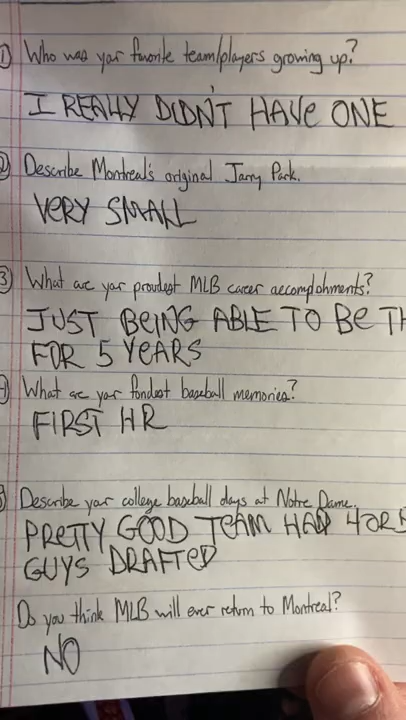 1) Who was your favorite team/players growing up?
I REALLY DIDN'T HAVE ONE
2) Describe Montreal's original Jarry Park.
VERY SMALL
3) What are your proudest MLB career accomplishments?
JUST BEING ABLE TO BE TH
FOR 5 YEARS
What are your fondest baseball memories?
FIRST HR
Describe your college baseball days at Notre Dame.
PRETTY GOOD TEAM HAD 4 OR 5
GUYS DRAFTED
Do you think MLB will ever return to Montreal?
NO